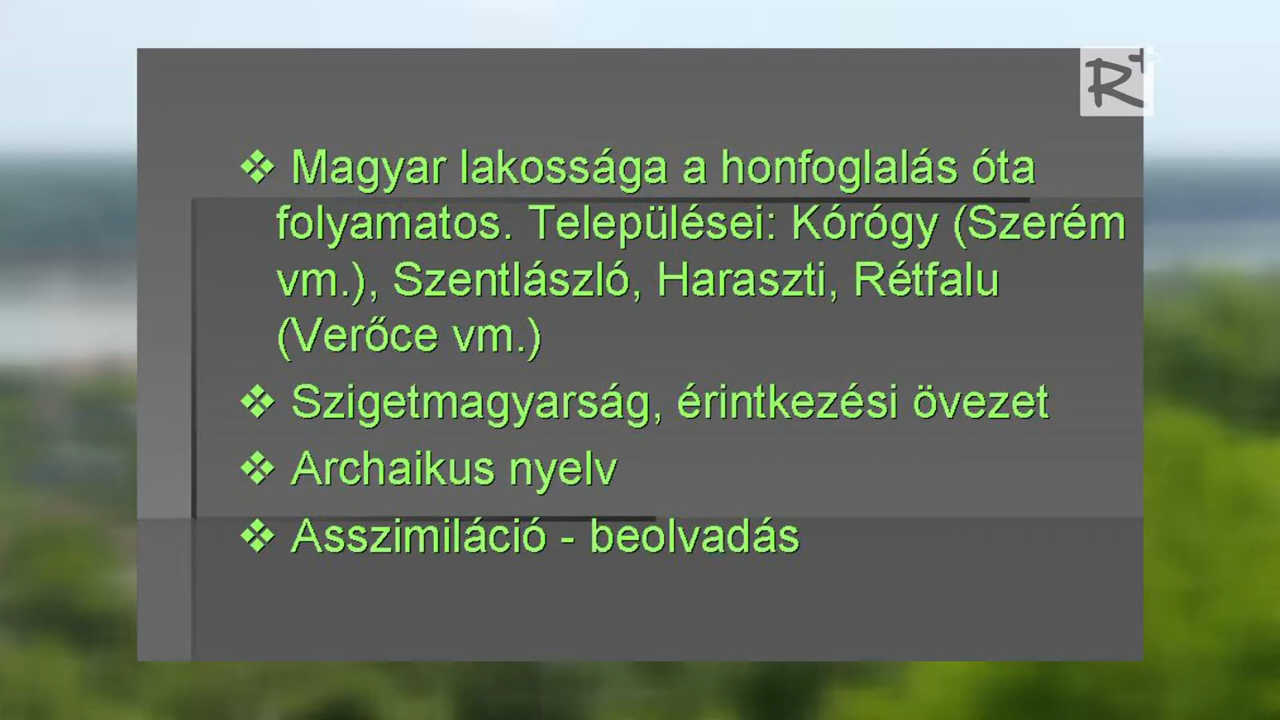 R+
❖ Magyar lakossága a honfoglalás óta
folyamatos. Települései: Kórógy (Szerém
vm.), Szentlászló, Haraszti, Rétfalu
(Verőce vm.)
❖ Szigetmagyarság, érintkezési övezet
❖ Archaikus nyelv
❖ Asszimiláció - beolvadás